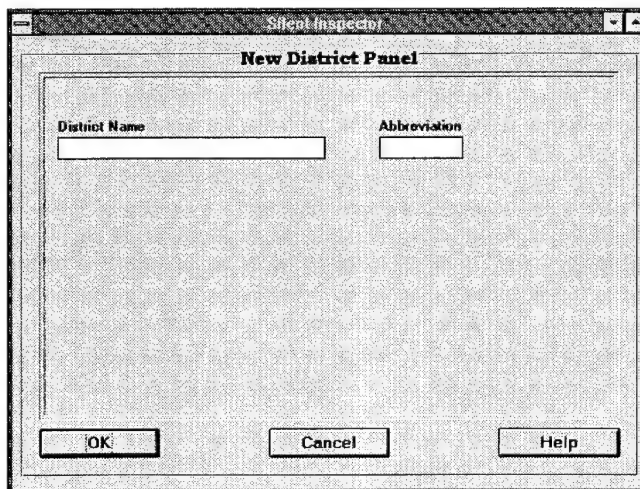 Silent Inspector
New District Panel
District Name Abbreviation
OK Cancel Help